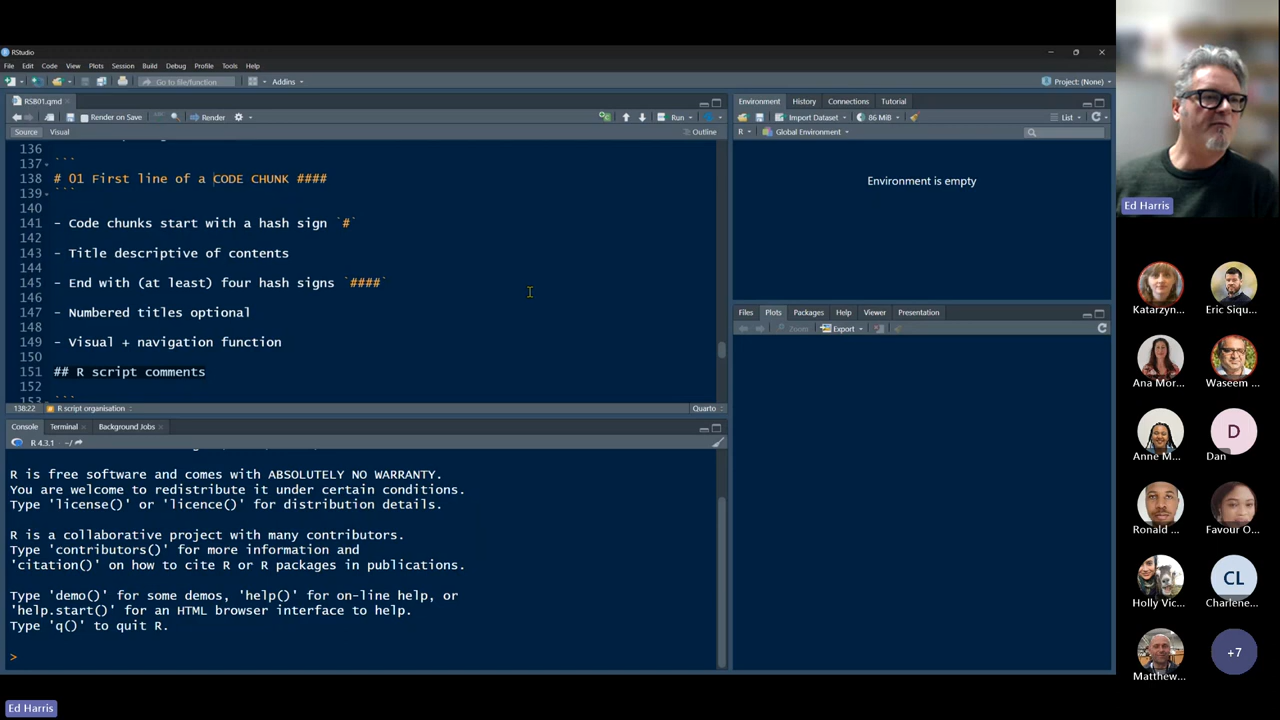 RStudio
File Edit Code View Plots Session Build Debug Profile Tools Help
Go to file/function Addins Project: (None)
RSB01.qmd
Render on Save Render Run
Source Visual Outline
136
137 ```
138 # 01 First line of a CODE CHUNK ####
139 ```
140
141 - Code chunks start with a hash sign `#`
142
143 - Title descriptive of contents
144
145 - End with (at least) four hash signs `####`
146
147 - Numbered titles optional
148
149 - Visual + navigation function
150
151 ## R script comments
152
153 ```
138:22 R script organisation Quarto
Console Terminal Background Jobs
R 4.3.1 · ~/
R is free software and comes with ABSOLUTELY NO WARRANTY.
You are welcome to redistribute it under certain conditions.
Type 'license()' or 'licence()' for distribution details.
R is a collaborative project with many contributors.
Type 'contributors()' for more information and
'citation()' on how to cite R or R packages in publications.
Type 'demo()' for some demos, 'help()' for on-line help, or
'help.start()' for an HTML browser interface to help.
Type 'q()' to quit R.
>
Environment History Connections Tutorial
Import Dataset 86 MiB List
R Global Environment
Environment is empty
Files Plots Packages Help Viewer Presentation
Zoom Export
Ed Harris
Katarzyn... Eric Siqu...
Ana Mor... Waseem ...
D
Anne M... Dan
Ronald ... Favour O...
CL
Holly Vic... Charlene...
+7
Matthew...
Ed Harris